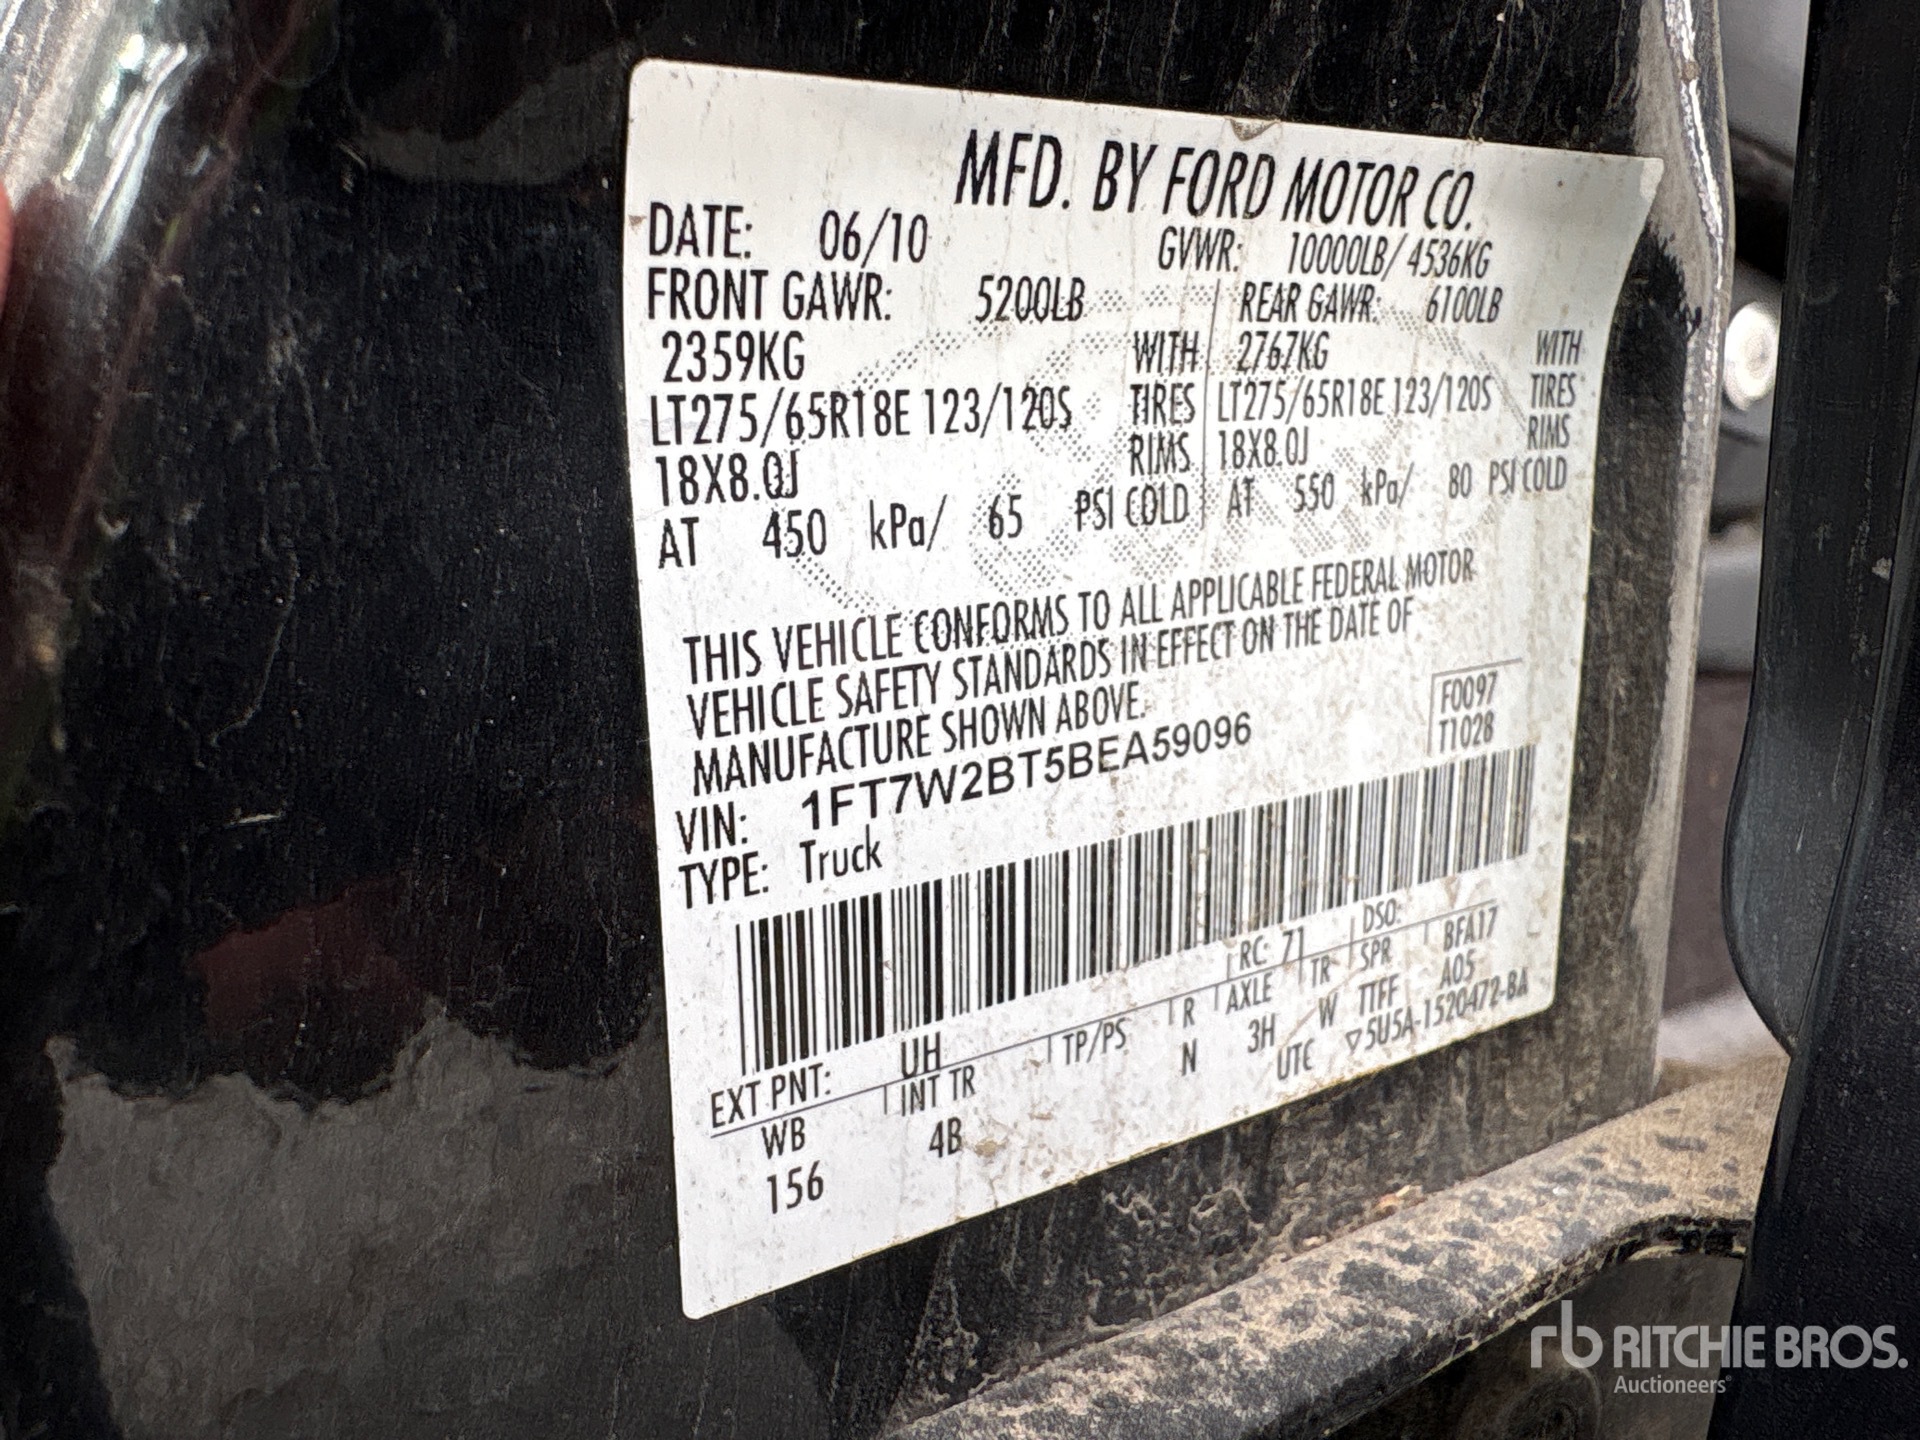 MFD. BY FORD MOTOR CO.
DATE: 06/10 GVWR: 10000LB/ 4536KG
FRONT GAWR: 5200LB REAR GAWR: 6100LB
2359KG WITH 2767KG WITH
LT275/65R18E 123/120S TIRES LT275/65R18E 123/120S TIRES
18X8.0J RIMS 18X8.0J RIMS
AT 450 kPa/ 65 PSI COLD AT 550 kPa/ 80 PSI COLD
THIS VEHICLE CONFORMS TO ALL APPLICABLE FEDERAL MOTOR
VEHICLE SAFETY STANDARDS IN EFFECT ON THE DATE OF
MANUFACTURE SHOWN ABOVE.
F0097
VIN: 1FT7W2BT5BEA59096 T1028
TYPE: Truck
EXT PNT: UH RC: 71 DSO:
WB INT TR TP/PS R AXLE TR SPR BFA17
156 4B N 3H W TTFF A05
UTC ▽5U5A-1520472-BA
rb RITCHIE BROS.
Auctioneers